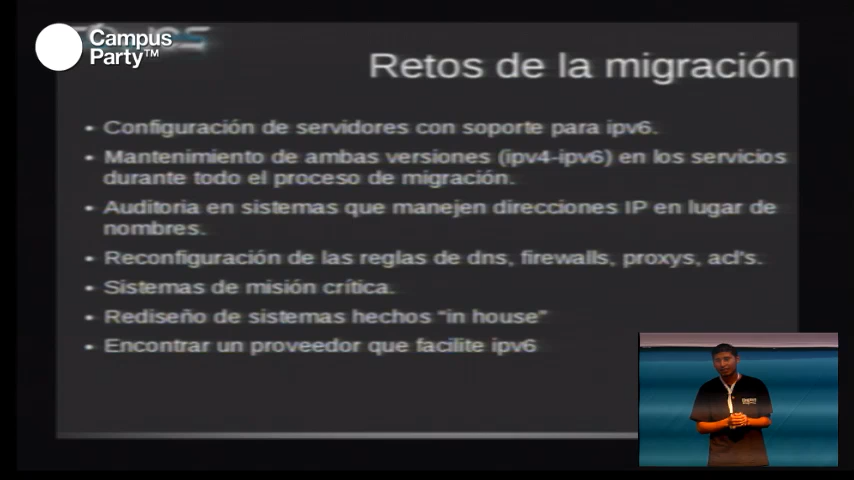 Campus
Party™
Retos de la migración
• Configuración de servidores con soporte para ipv6.
• Mantenimiento de ambas versiones (ipv4-ipv6) en los servicios
durante todo el proceso de migración.
• Auditoria en sistemas que manejen direcciones IP en lugar de
nombres.
• Reconfiguración de las reglas de dns, firewalls, proxys, acl's.
• Sistemas de misión crítica.
• Rediseño de sistemas hechos “in house”
• Encontrar un proveedor que facilite ipv6